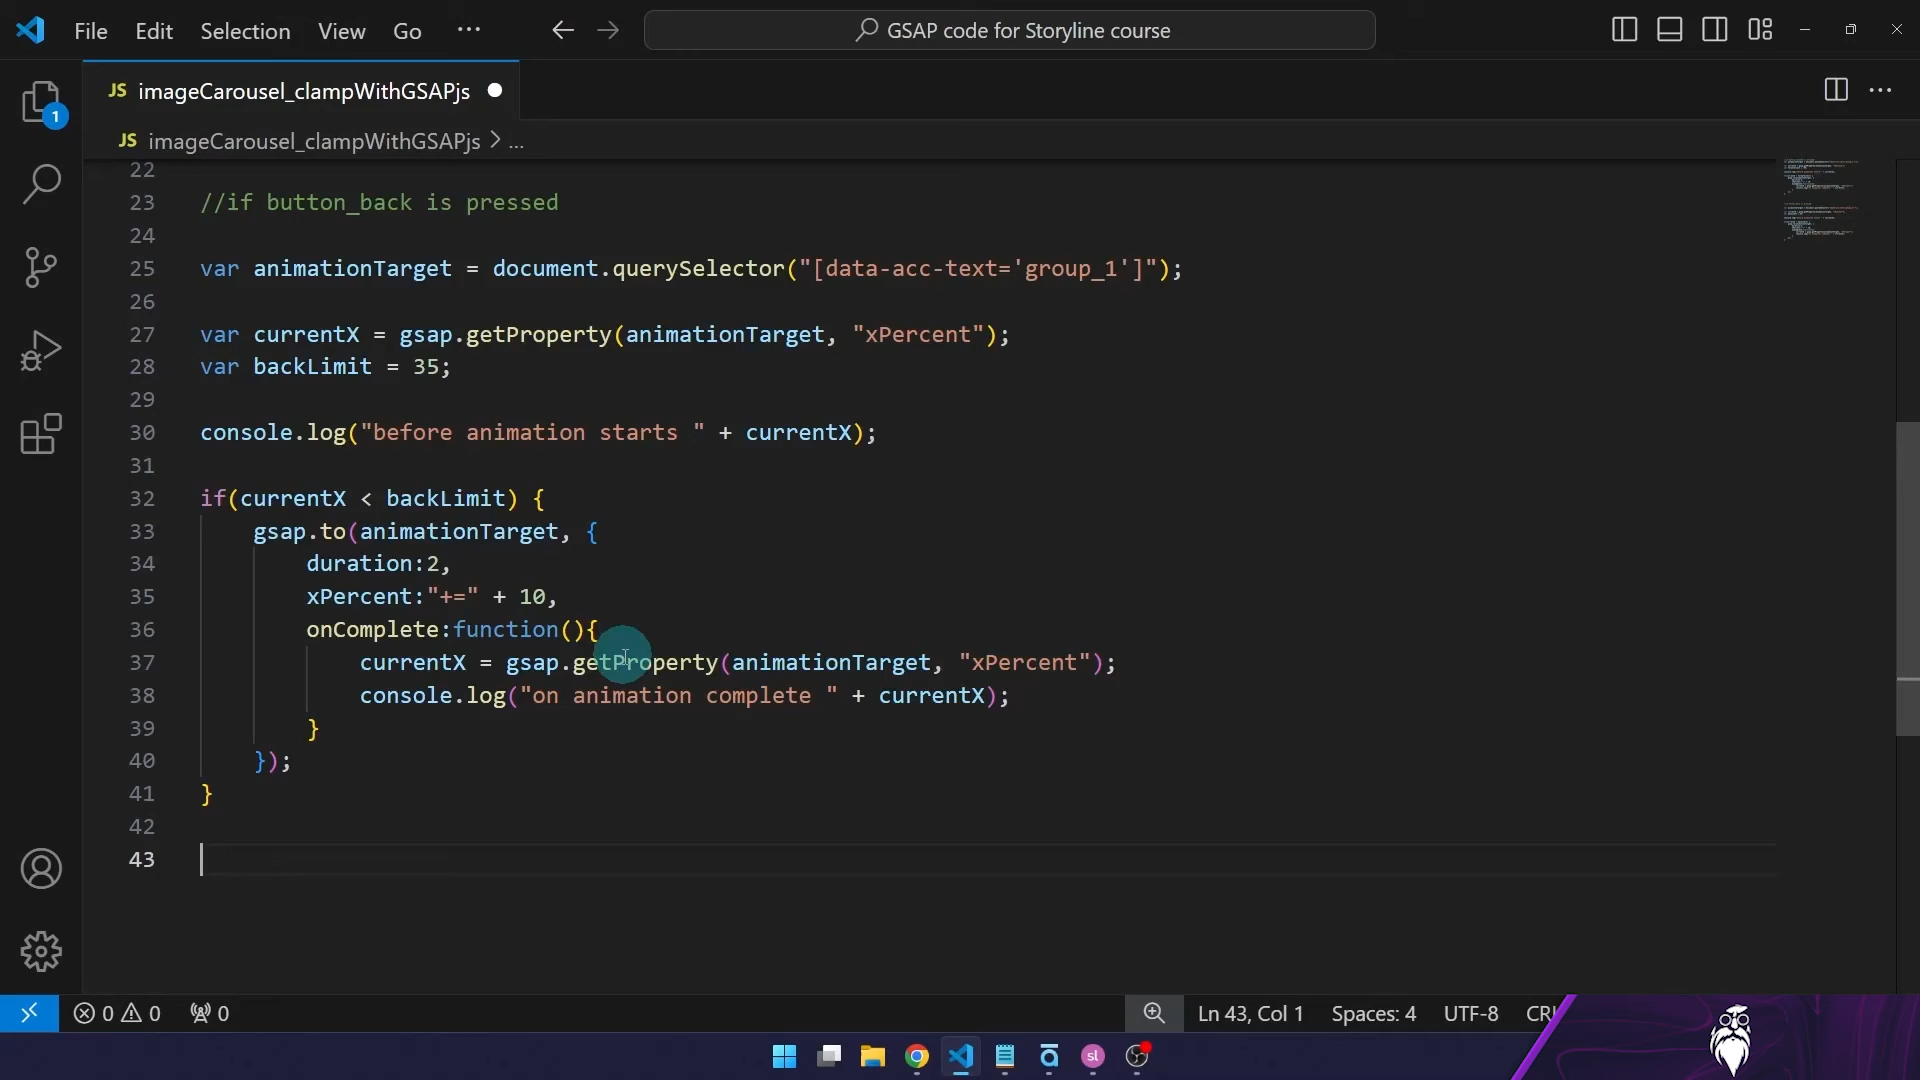 File Edit Selection View Go ... GSAP code for Storyline course
JS imageCarousel_clampWithGSAPjs
JS imageCarousel_clampWithGSAPjs > ...
1
22
23 //if button_back is pressed
24
25 var animationTarget = document.querySelector("[data-acc-text='group_1']");
26
27 var currentX = gsap.getProperty(animationTarget, "xPercent");
28 var backLimit = 35;
29
30 console.log("before animation starts " + currentX);
31
32 if(currentX < backLimit) {
33 gsap.to(animationTarget, {
34 duration:2,
35 xPercent:"+=" + 10,
36 onComplete:function(){
37 currentX = gsap.getProperty(animationTarget, "xPercent");
38 console.log("on animation complete " + currentX);
39 }
40 });
41 }
42
43
0 0 0 Ln 43, Col 1 Spaces: 4 UTF-8
sl